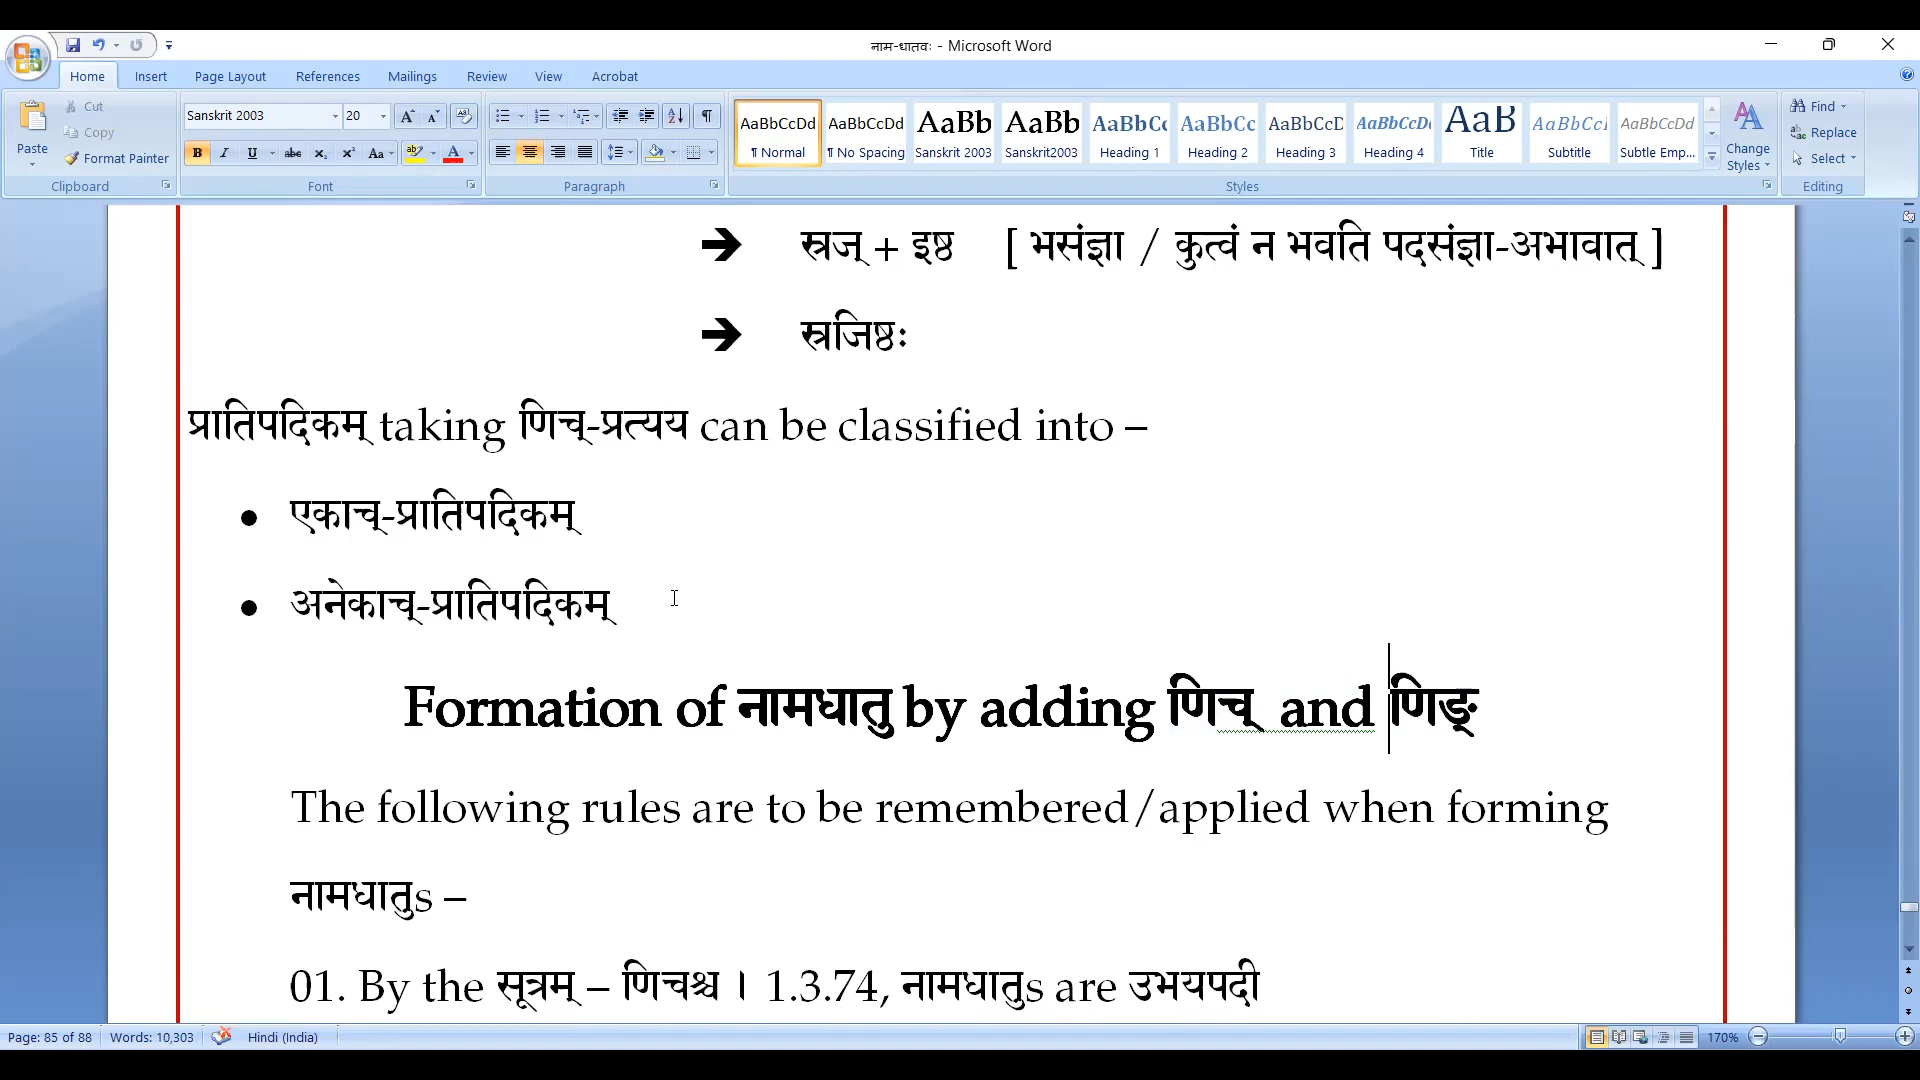 नाम-धातवः - Microsoft Word
Home Insert Page Layout References Mailings Review View Acrobat
Paste Cut Copy Format Painter
Clipboard
Sanskrit 2003 20
Font
Paragraph
AaBbCcDd AaBbCcDd AaBb AaBb AaBbCc AaBbCc AaBbCcD AaBbCcD AaB AaBbCcI AaBbCcDd
¶ Normal ¶ No Spacing Sanskrit 2003 Sanskrit2003 Heading 1 Heading 2 Heading 3 Heading 4 Title Subtitle Subtle Emp...
Change Styles
Styles
Find
Replace
Select
Editing
➔ स्रज् + इष्ठ [ भसंज्ञा / कुत्वं न भवति पदसंज्ञा-अभावात् ]
➔ स्रजिष्ठः
प्रातिपदिकम् taking णिच्-प्रत्यय can be classified into –
• एकाच्-प्रातिपदिकम्
• अनेकाच्-प्रातिपदिकम्
Formation of नामधातु by adding णिच् and णिङ्
The following rules are to be remembered/applied when forming
नामधातुs –
01. By the सूत्रम् – णिचश्च । 1.3.74, नामधातुs are उभयपदी
Page: 85 of 88 Words: 10,303 Hindi (India) 170%